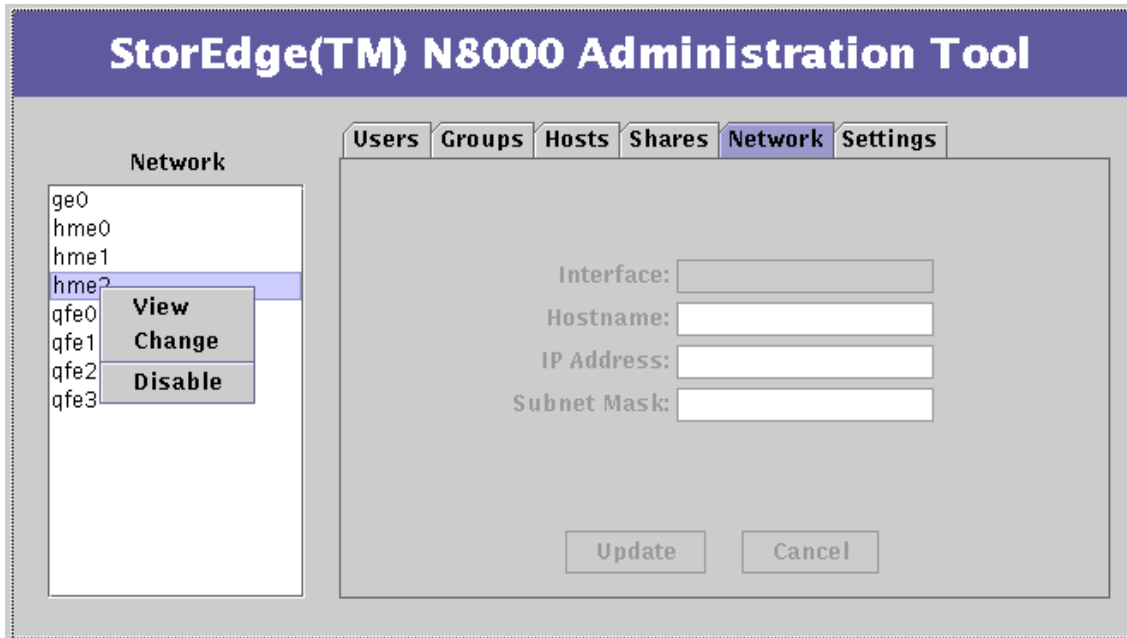 StorEdge(TM) N8000 Administration Tool
Users Groups Hosts Shares Network Settings
Network
ge0
hme0
hme1
hme2
qfe0
qfe1
qfe2
qfe3
View
Change
Disable
Interface:
Hostname:
IP Address:
Subnet Mask:
Update Cancel